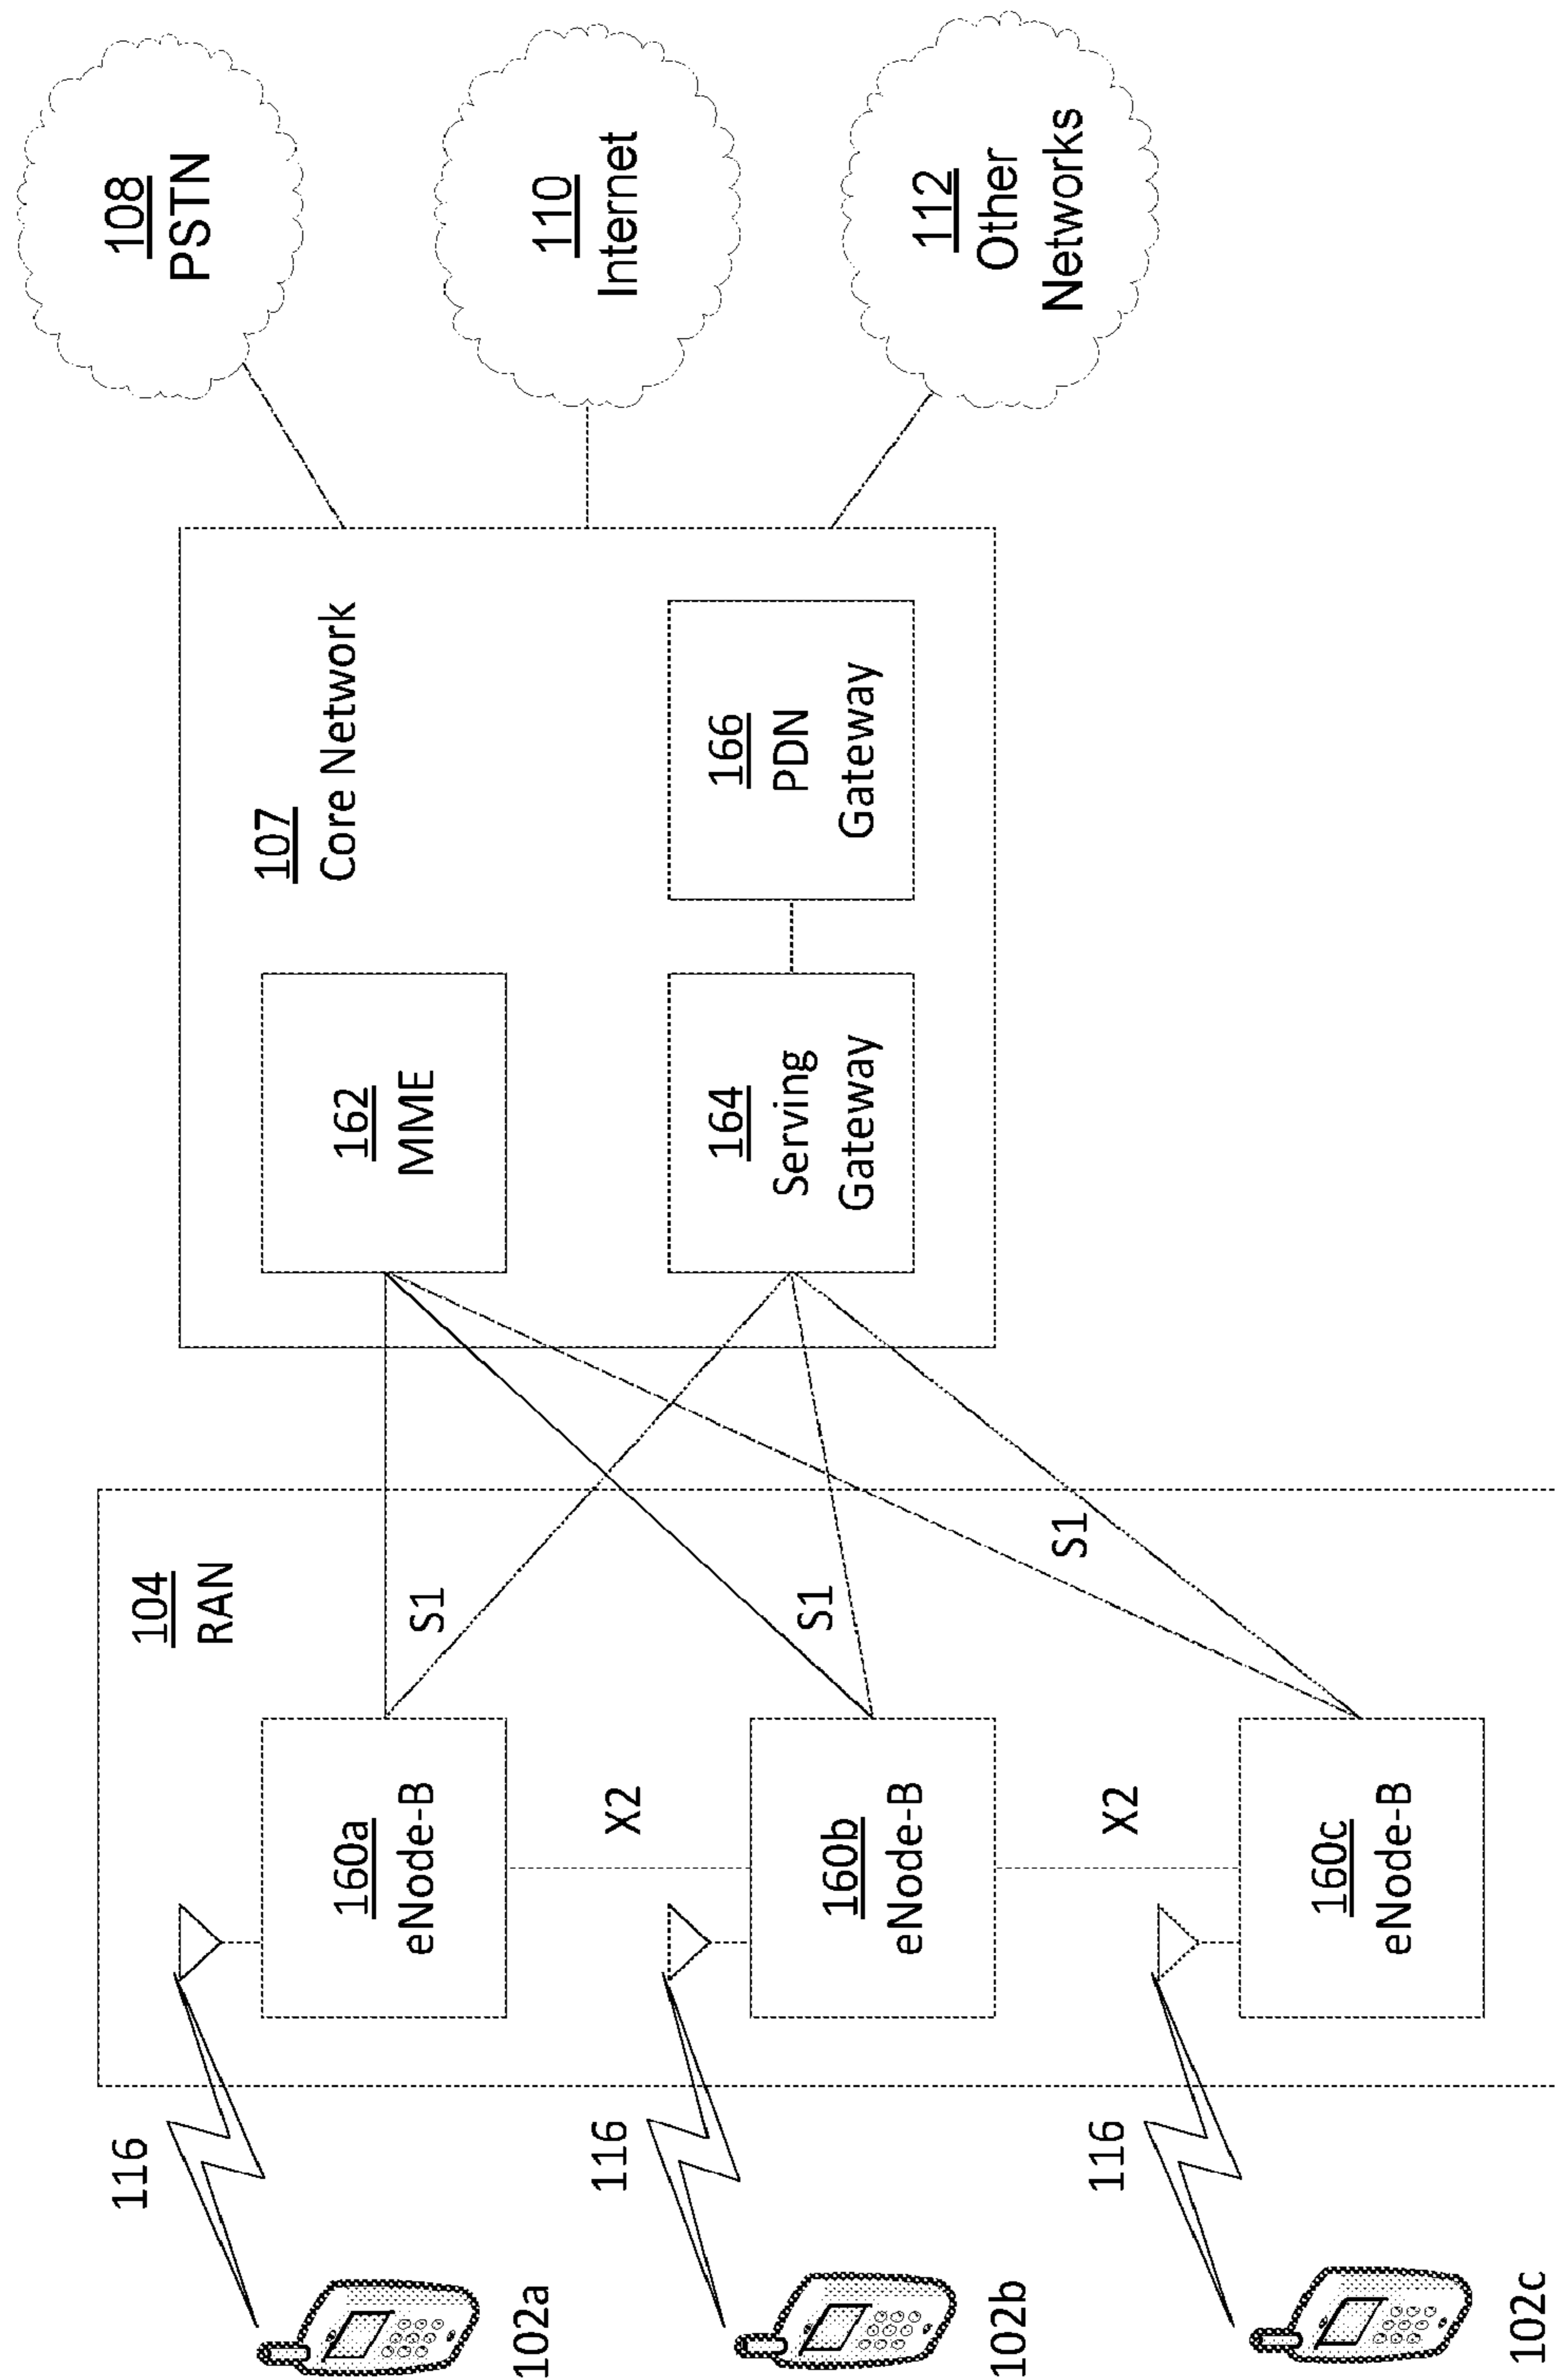 116
102a
116
102b
116
102c
104
RAN
160a
eNode-B
X2
160b
eNode-B
X2
160c
eNode-B
S1
S1
S1
107
Core Network
162
MME
164
Serving
Gateway
166
PDN
Gateway
108
PSTN
110
Internet
112
Other
Networks